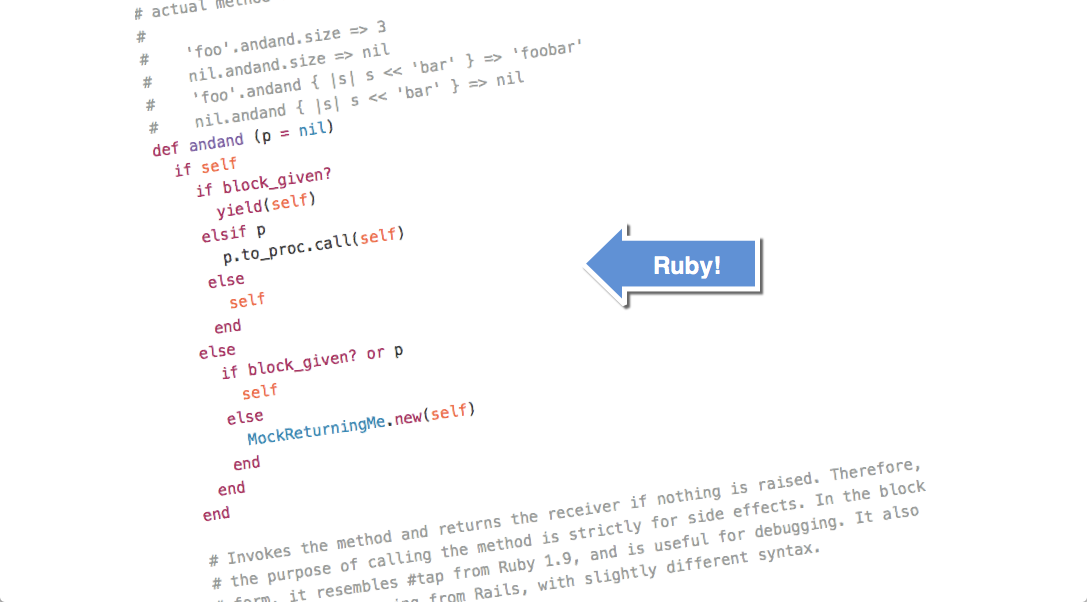 # actual method
#
#     'foo'.andand.size => 3
#     nil.andand.size => nil
#     'foo'.andand { |s| s << 'bar' } => 'foobar'
#     nil.andand { |s| s << 'bar' } => nil
def andand (p = nil)
  if self
    if block_given?
      yield(self)
    elsif p
      p.to_proc.call(self)
    else
      self
    end
  else
    if block_given? or p
      self
    else
      MockReturningMe.new(self)
    end
  end
end
Ruby!
# Invokes the method and returns the receiver if nothing is raised. Therefore,
# the purpose of calling the method is strictly for side effects. In the block
# form, it resembles #tap from Ruby 1.9, and is useful for debugging. It also
from Rails, with slightly different syntax.